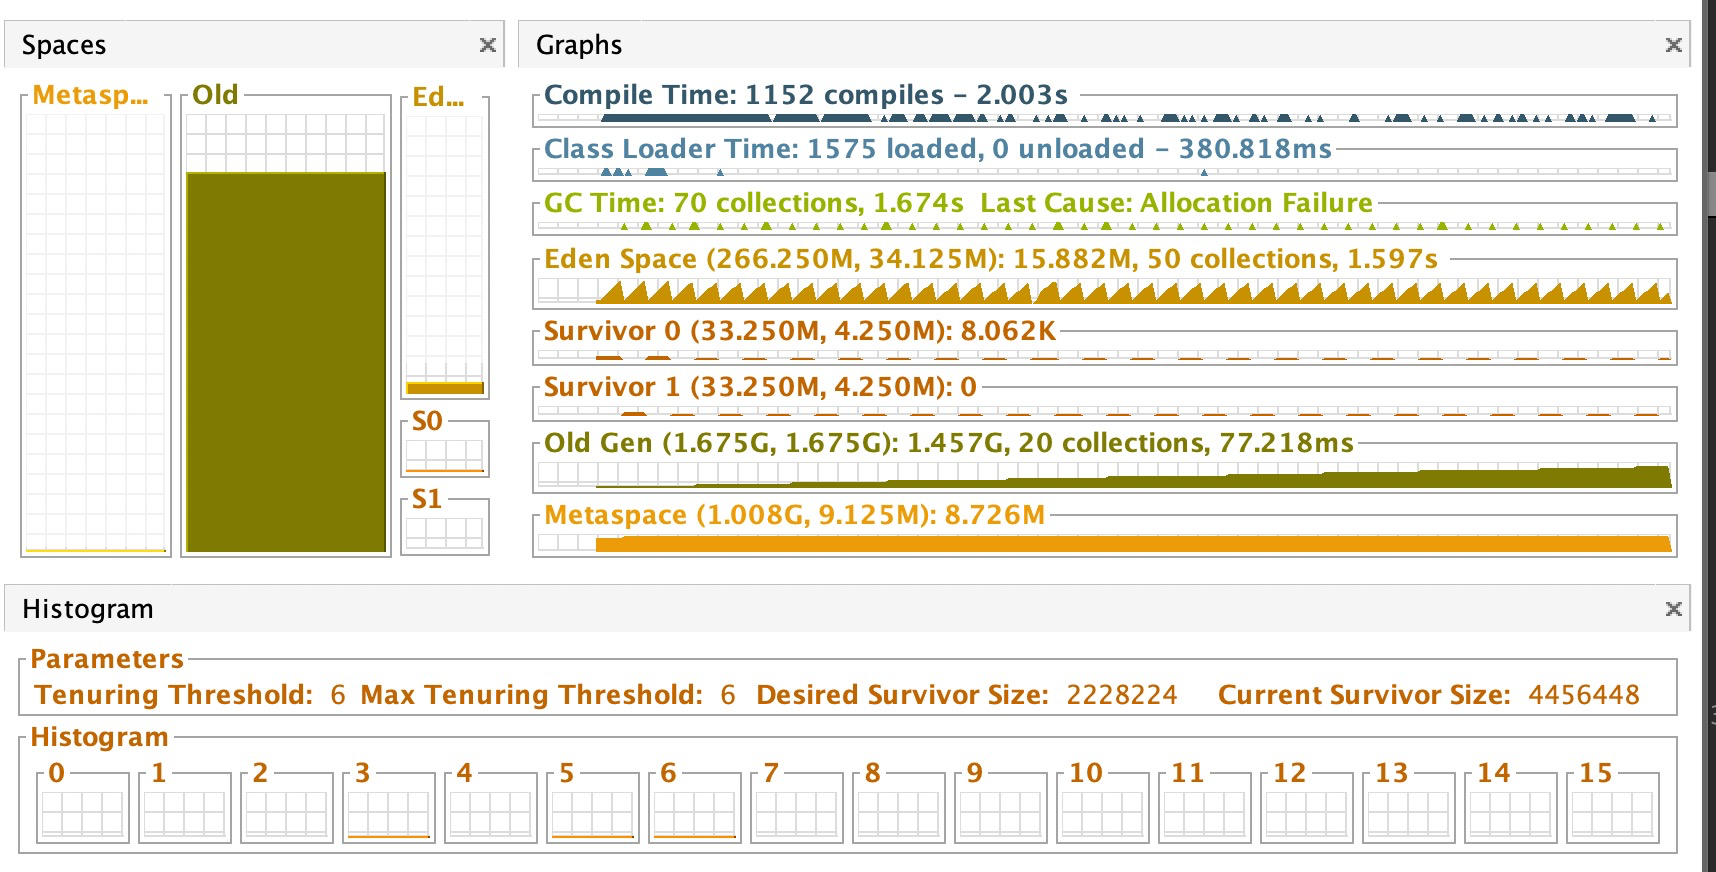 Spaces
Graphs
Metasp...
Old
Ed...
S0
S1
Compile Time: 1152 compiles – 2.003s
Class Loader Time: 1575 loaded, 0 unloaded – 380.818ms
GC Time: 70 collections, 1.674s Last Cause: Allocation Failure
Eden Space (266.250M, 34.125M): 15.882M, 50 collections, 1.597s
Survivor 0 (33.250M, 4.250M): 8.062K
Survivor 1 (33.250M, 4.250M): 0
Old Gen (1.675G, 1.675G): 1.457G, 20 collections, 77.218ms
Metaspace (1.008G, 9.125M): 8.726M
Histogram
Parameters
Tenuring Threshold: 6 Max Tenuring Threshold: 6 Desired Survivor Size: 2228224 Current Survivor Size: 4456448
Histogram
0 1 2 3 4 5 6 7 8 9 10 11 12 13 14 15